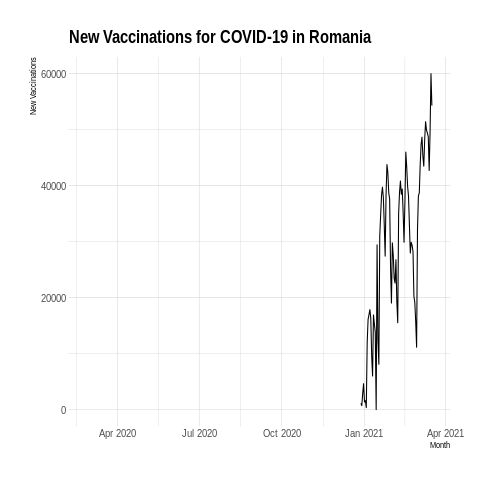 New Vaccinations for COVID-19 in Romania
New Vaccinations
60000
40000
20000
0
Apr 2020 Jul 2020 Oct 2020 Jan 2021 Apr 2021
Month